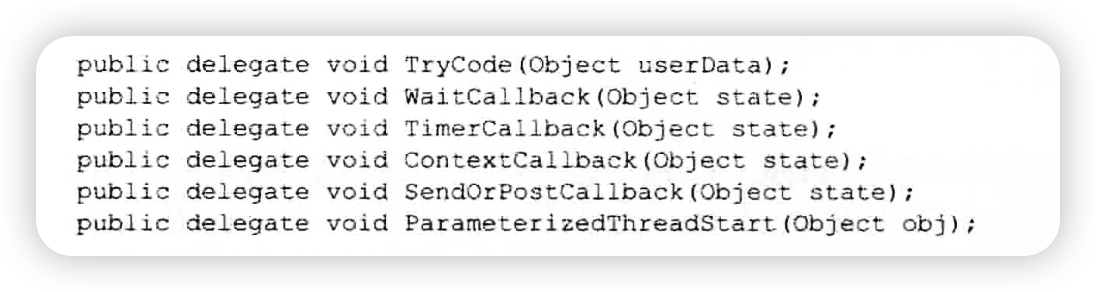 public delegate void TryCode(Object userData);
public delegate void WaitCallback(Object state);
public delegate void TimerCallback(Object state);
public delegate void ContextCallback(Object state);
public delegate void SendOrPostCallback(Object state);
public delegate void ParameterizedThreadStart(Object obj);